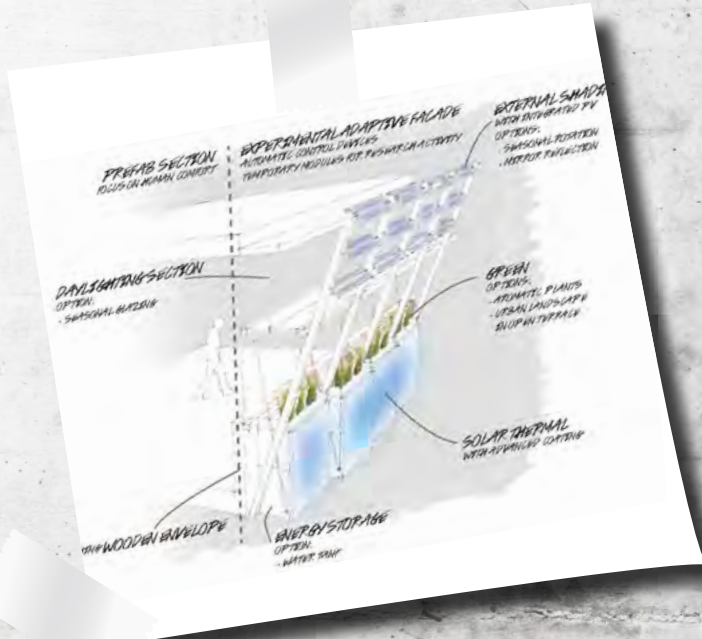 PREFAB SECTION
FOCUS ON HUMAN COMFORT
EXPERIMENTAL ADAPTIVE FACADE
AUTOMATIC CONTROL DEVICES
TEMPORARY MODULES FOR RESEARCH ACTIVITY
EXTERNAL SHADI
WITH INTEGRATED PV
OPTIONS:
- SEASONAL ROTATION
- MIRROR REFLECTION
DAYLIGHTING SECTION
OPTION:
- SEASONAL GLAZING
GREEN
OPTIONS:
- AROMATIC PLANTS
- URBAN LANDSCAPE
- IN OPEN TERRACE
SOLAR THERMAL
WITH ADVANCED COATING
WOODEN ENVELOPE
ENERGY STORAGE
OPTION:
- WATER TANK